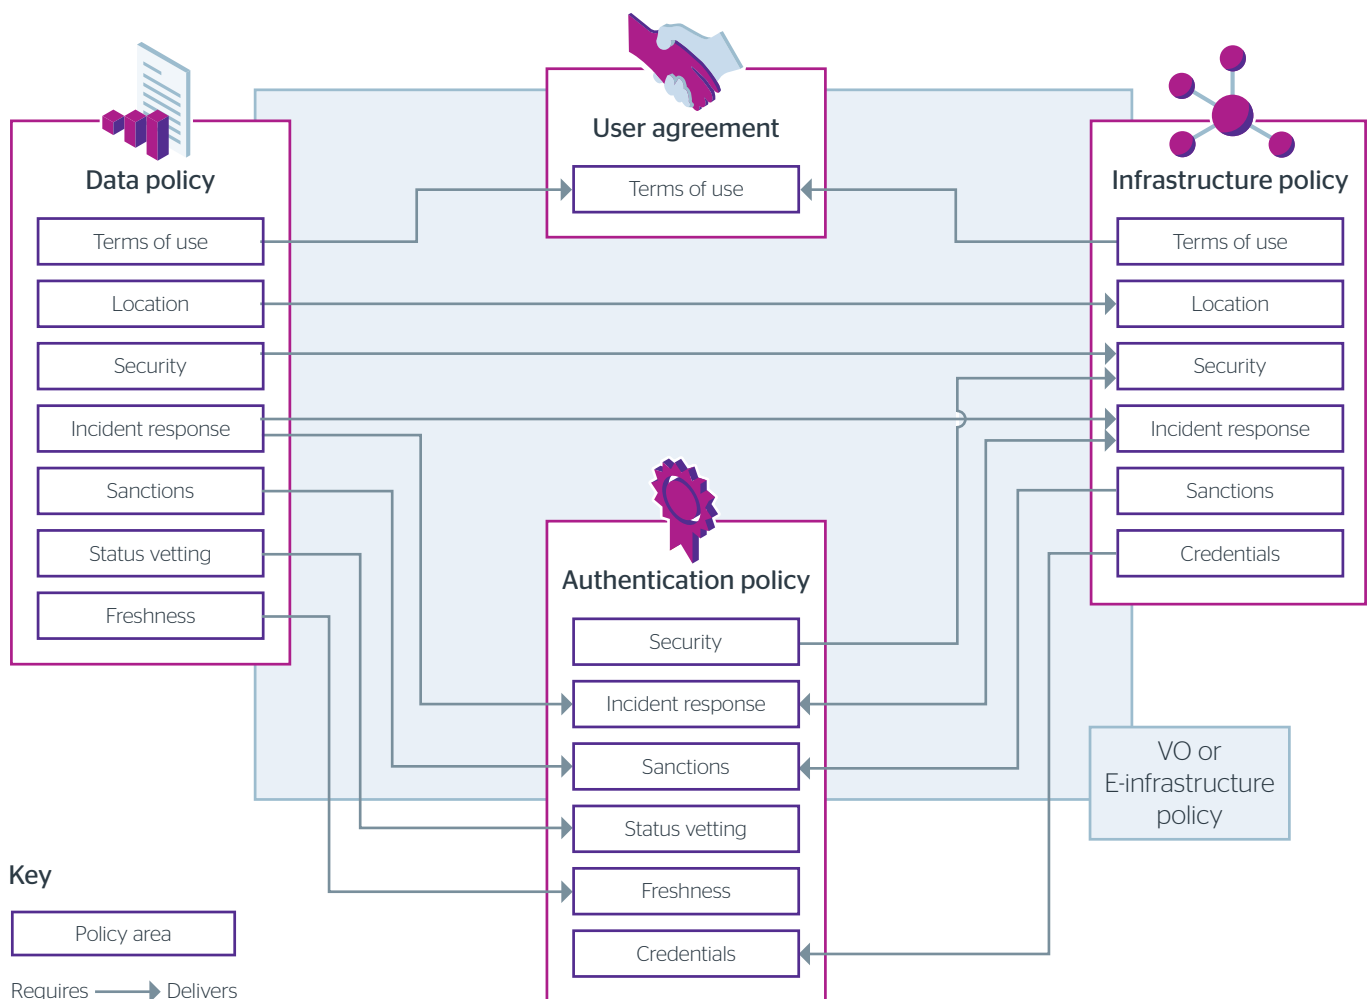 User agreement
Terms of use
Data policy
Terms of use
Location
Security
Incident response
Sanctions
Status vetting
Freshness
Infrastructure policy
Terms of use
Location
Security
Incident response
Sanctions
Credentials
Authentication policy
Security
Incident response
Sanctions
Status vetting
Freshness
Credentials
VO or
E-infrastructure
policy
Key
Policy area
Requires
Delivers